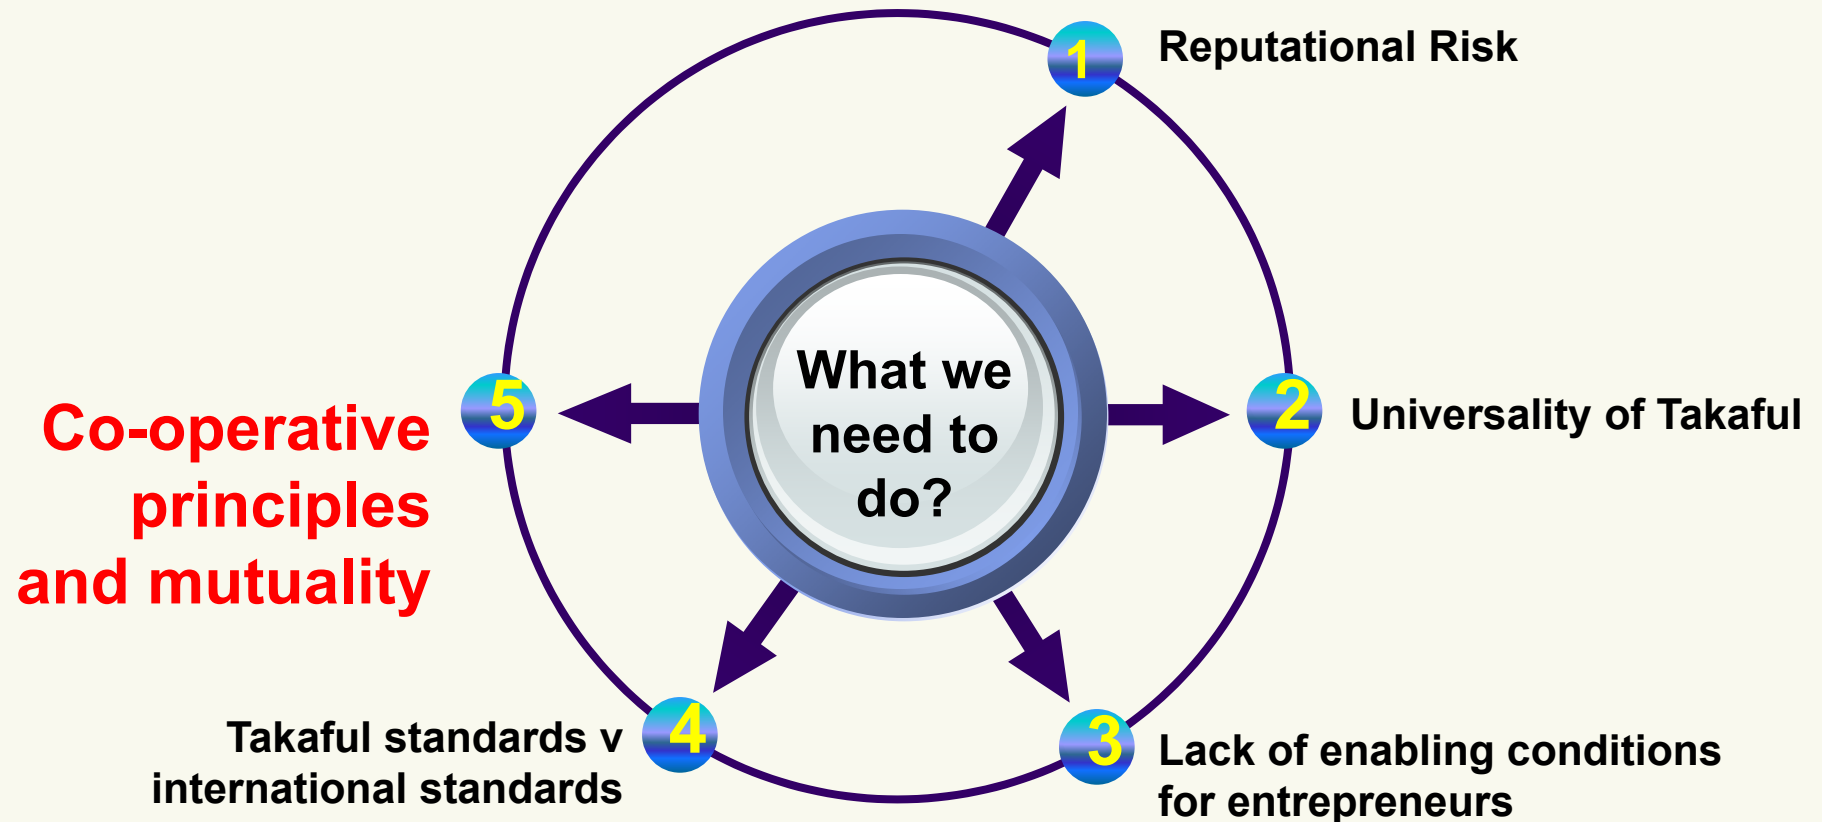 1
Reputational Risk
What we
need to
do?
2
Universality of Takaful
3
Lack of enabling conditions
for entrepreneurs
4
Takaful standards v
international standards
5
Co-operative
principles
and mutuality